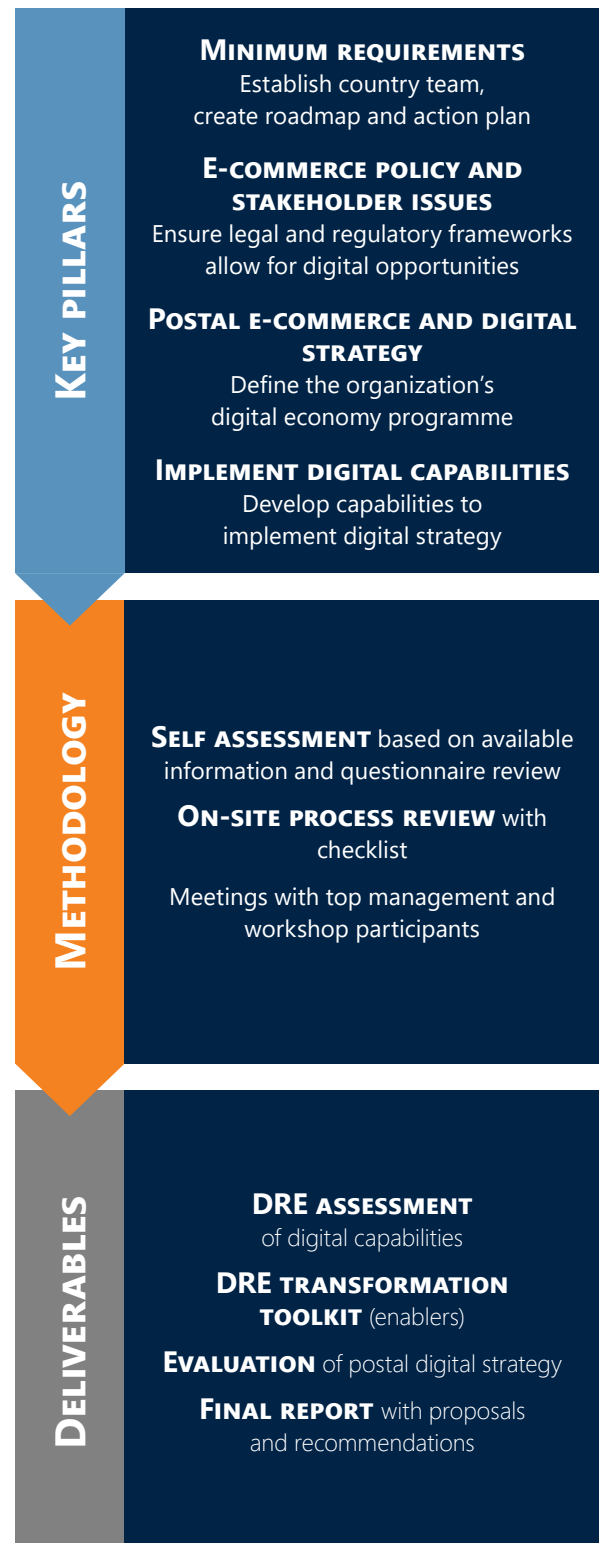 KEY PILLARS
MINIMUM REQUIREMENTS
Establish country team,
create roadmap and action plan
E-COMMERCE POLICY AND
STAKEHOLDER ISSUES
Ensure legal and regulatory frameworks
allow for digital opportunities
POSTAL E-COMMERCE AND DIGITAL
STRATEGY
Define the organization's
digital economy programme
IMPLEMENT DIGITAL CAPABILITIES
Develop capabilities to
implement digital strategy
METHODOLOGY
SELF ASSESSMENT based on available
information and questionnaire review
ON-SITE PROCESS REVIEW with
checklist
Meetings with top management and
workshop participants
DELIVERABLES
DRE ASSESSMENT
of digital capabilities
DRE TRANSFORMATION
TOOLKIT (enablers)
EVALUATION of postal digital strategy
FINAL REPORT with proposals
and recommendations